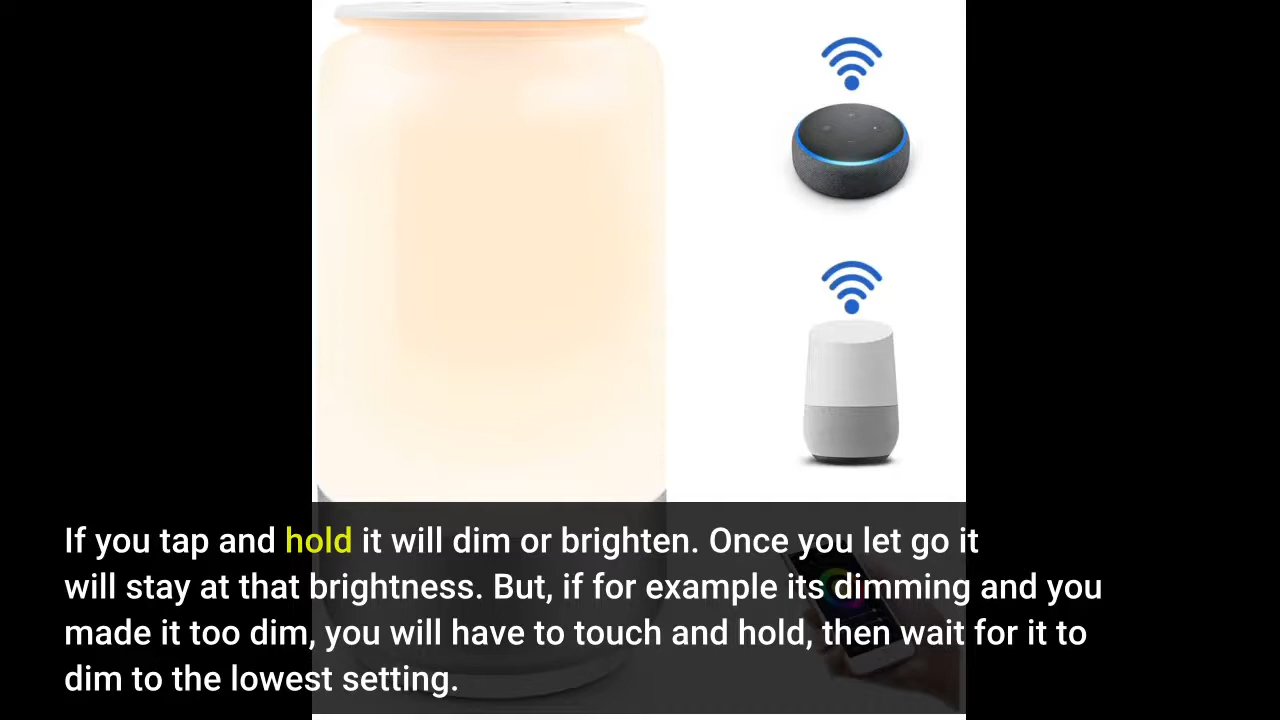 If you tap and hold it will dim or brighten. Once you let go it
will stay at that brightness. But, if for example its dimming and you
made it too dim, you will have to touch and hold, then wait for it to
dim to the lowest setting.